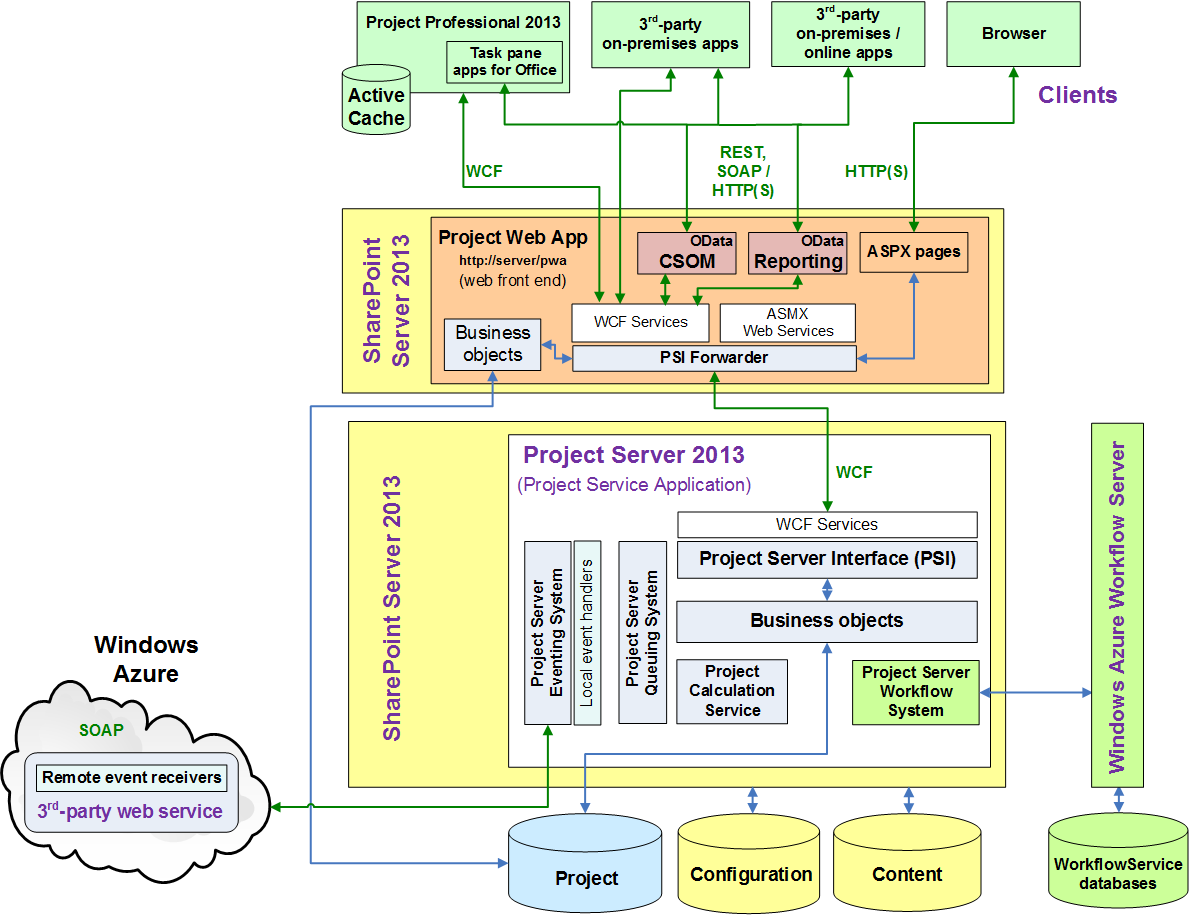 Project Professional 2013
Task pane
apps for Office
Active
Cache
3rd-party
on-premises apps
3rd-party
on-premises /
online apps
Browser
Clients
WCF
REST,
SOAP /
HTTP(S)
HTTP(S)
SharePoint
Server 2013
Project Web App
http://server/pwa
(web front end)
OData
CSOM
OData
Reporting
ASPX pages
WCF Services
ASMX
Web Services
Business
objects
PSI Forwarder
SharePoint Server 2013
Project Server 2013
(Project Service Application)
WCF
WCF Services
Project Server Interface (PSI)
Business objects
Project Server
Eventing System
Local event handlers
Project Server
Queuing System
Project
Calculation
Service
Project Server
Workflow
System
Windows Azure Workflow Server
Windows
Azure
SOAP
Remote event receivers
3rd-party web service
Project
Configuration
Content
WorkflowService
databases